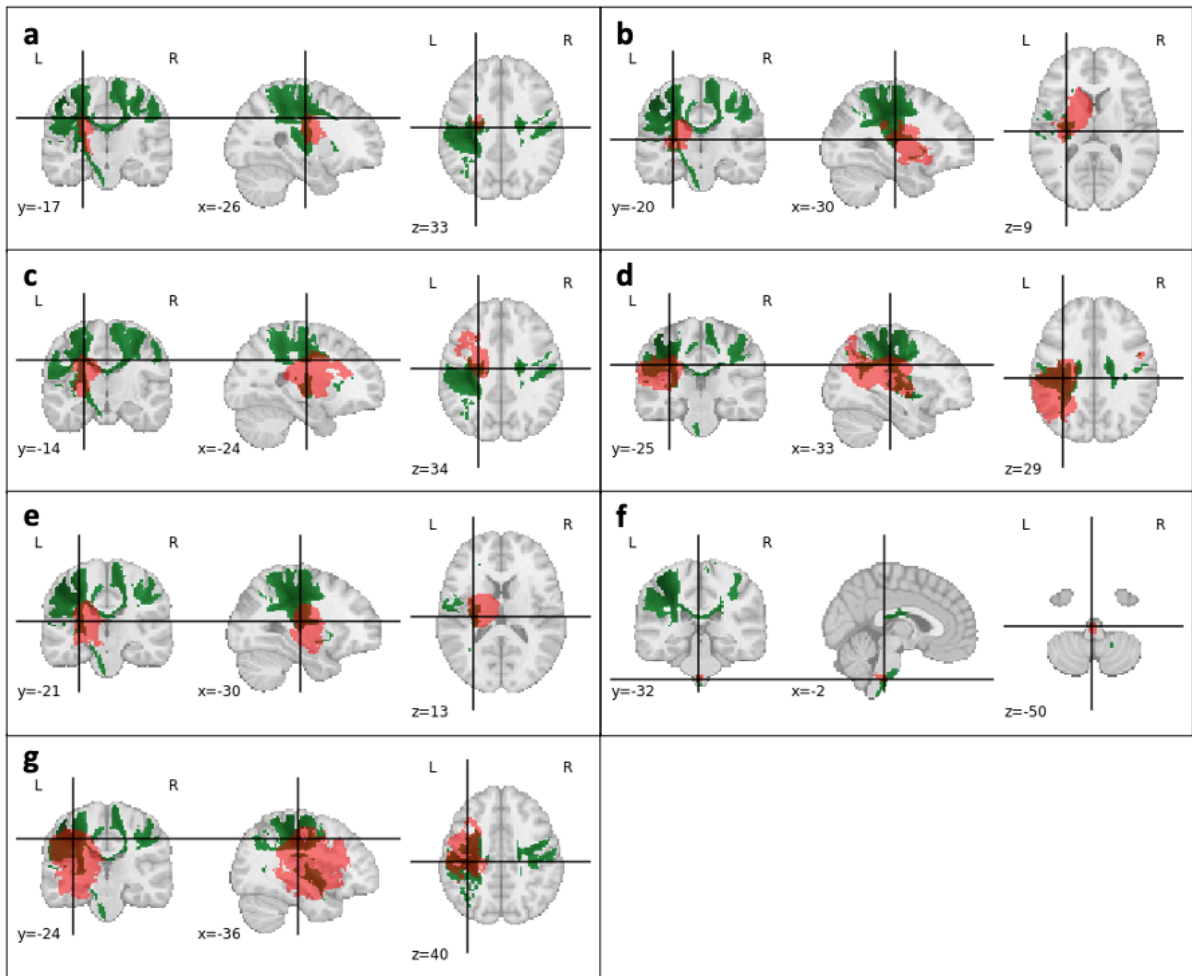 a
L R L R
y=-17 x=-26 z=33
b
L R L R
y=-20 x=-30 z=9
c
L R L R
y=-14 x=-24 z=34
d
L R L R
y=-25 x=-33 z=29
e
L R L R
y=-21 x=-30 z=13
f
L R L R
y=-32 x=-2 z=-50
g
L R L R
y=-24 x=-36 z=40